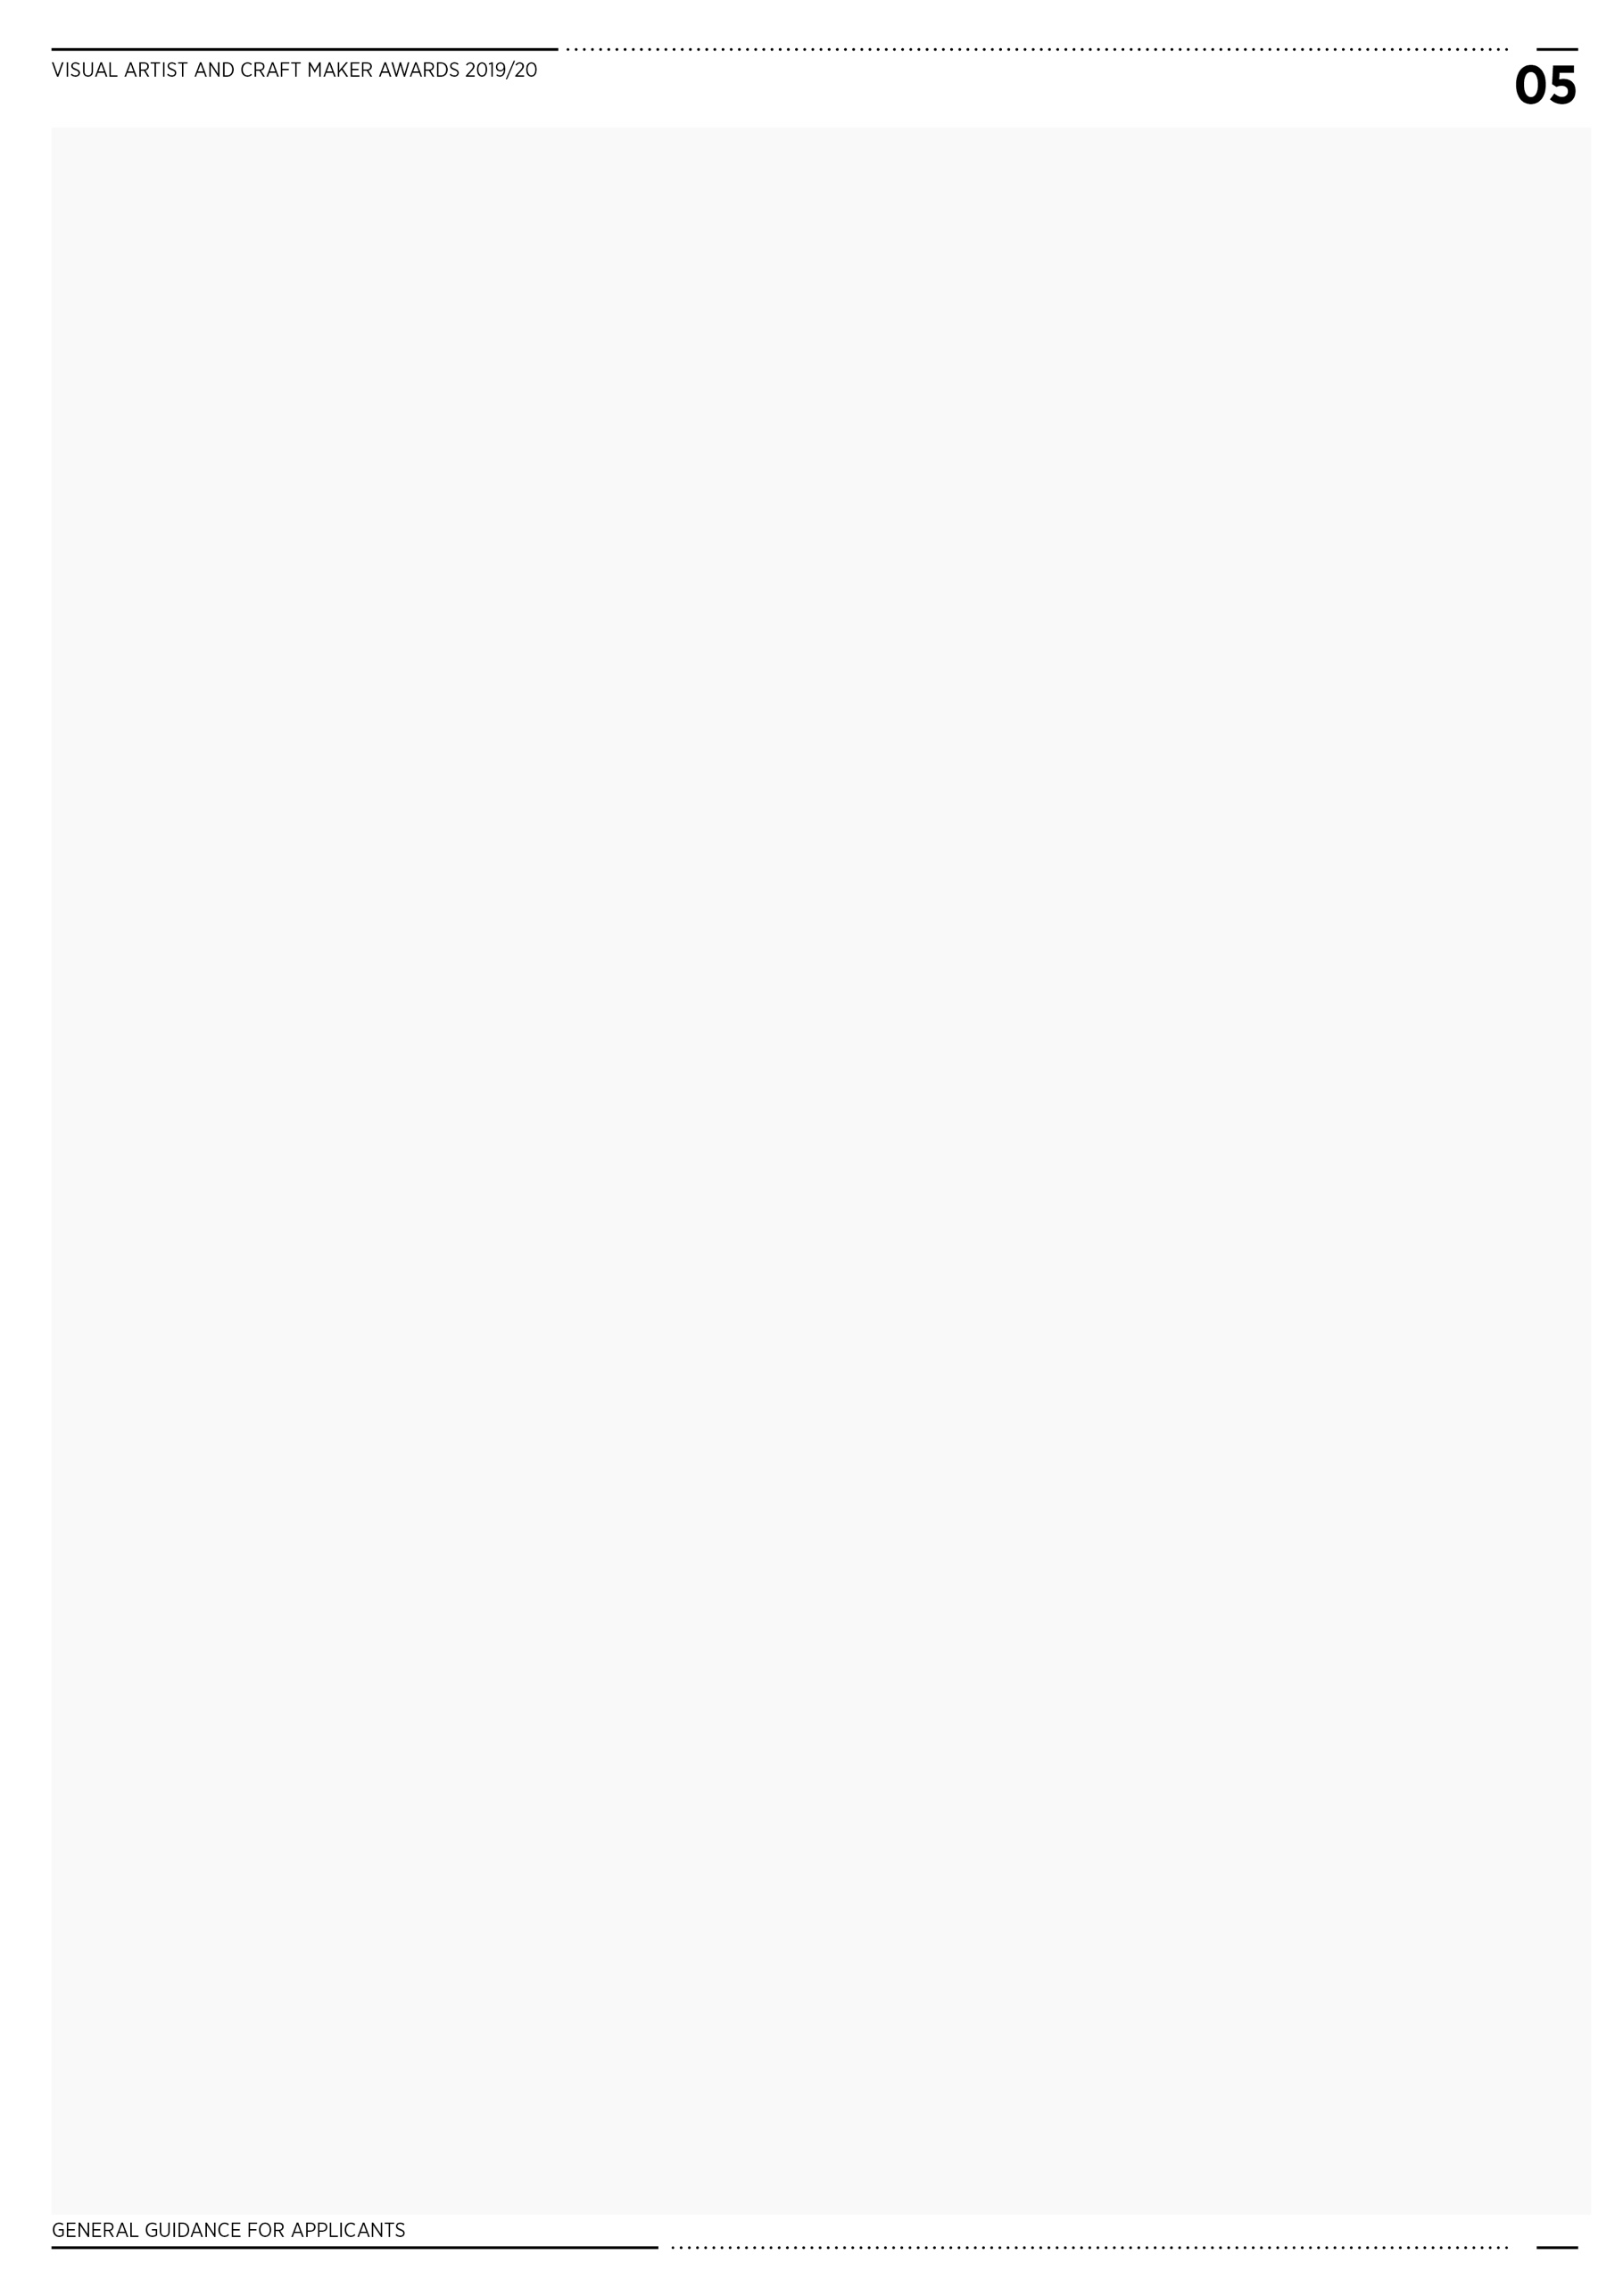 VISUAL ARTIST AND CRAFT MAKER AWARDS 2019/20
05
GENERAL GUIDANCE FOR APPLICANTS